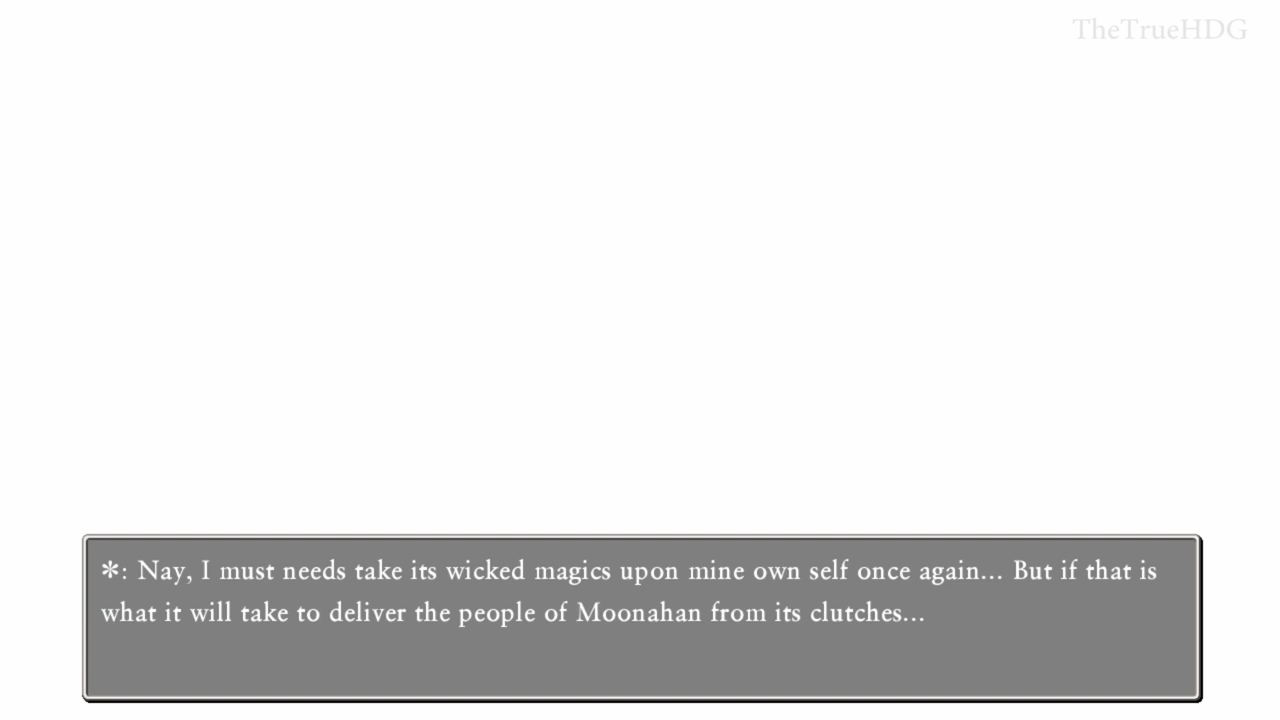 TheTrueHDG
*: Nay, I must needs take its wicked magics upon mine own self once again... But if that is
what it will take to deliver the people of Moonahan from its clutches...